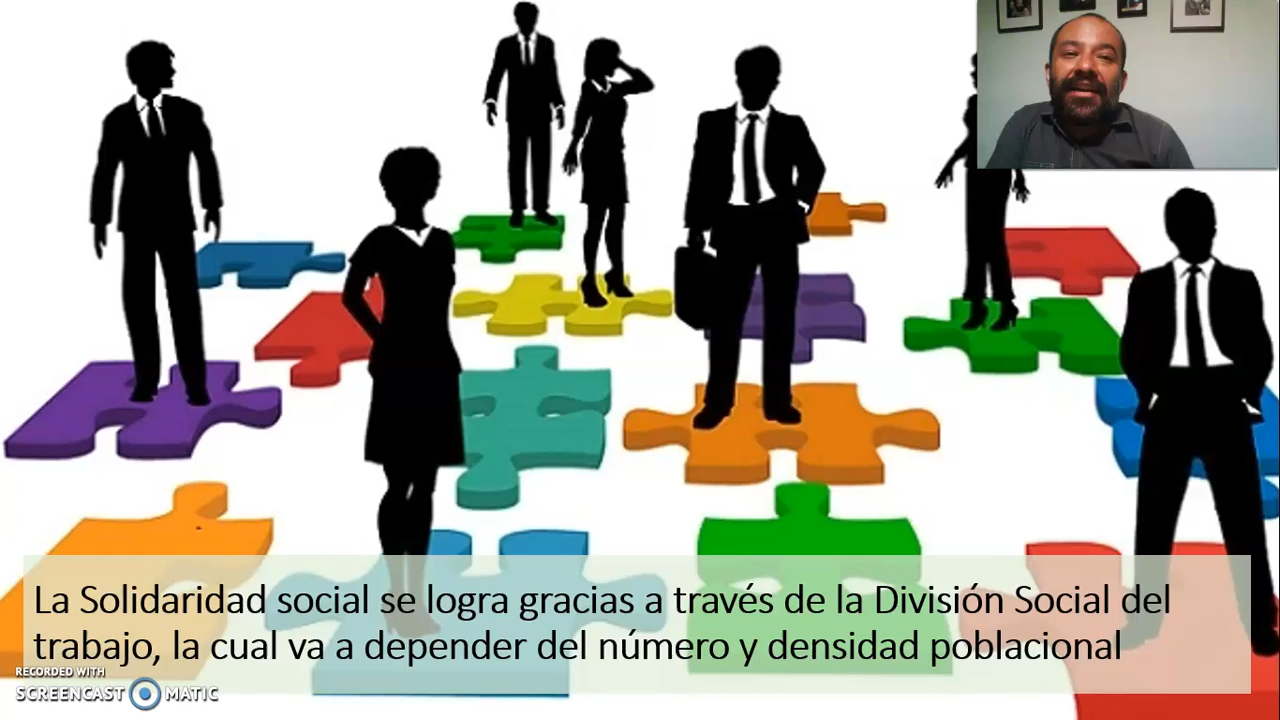 La Solidaridad social se logra gracias a través de la División Social del
trabajo, la cual va a depender del número y densidad poblacional
RECORDED WITH
SCREENCAST MATIC